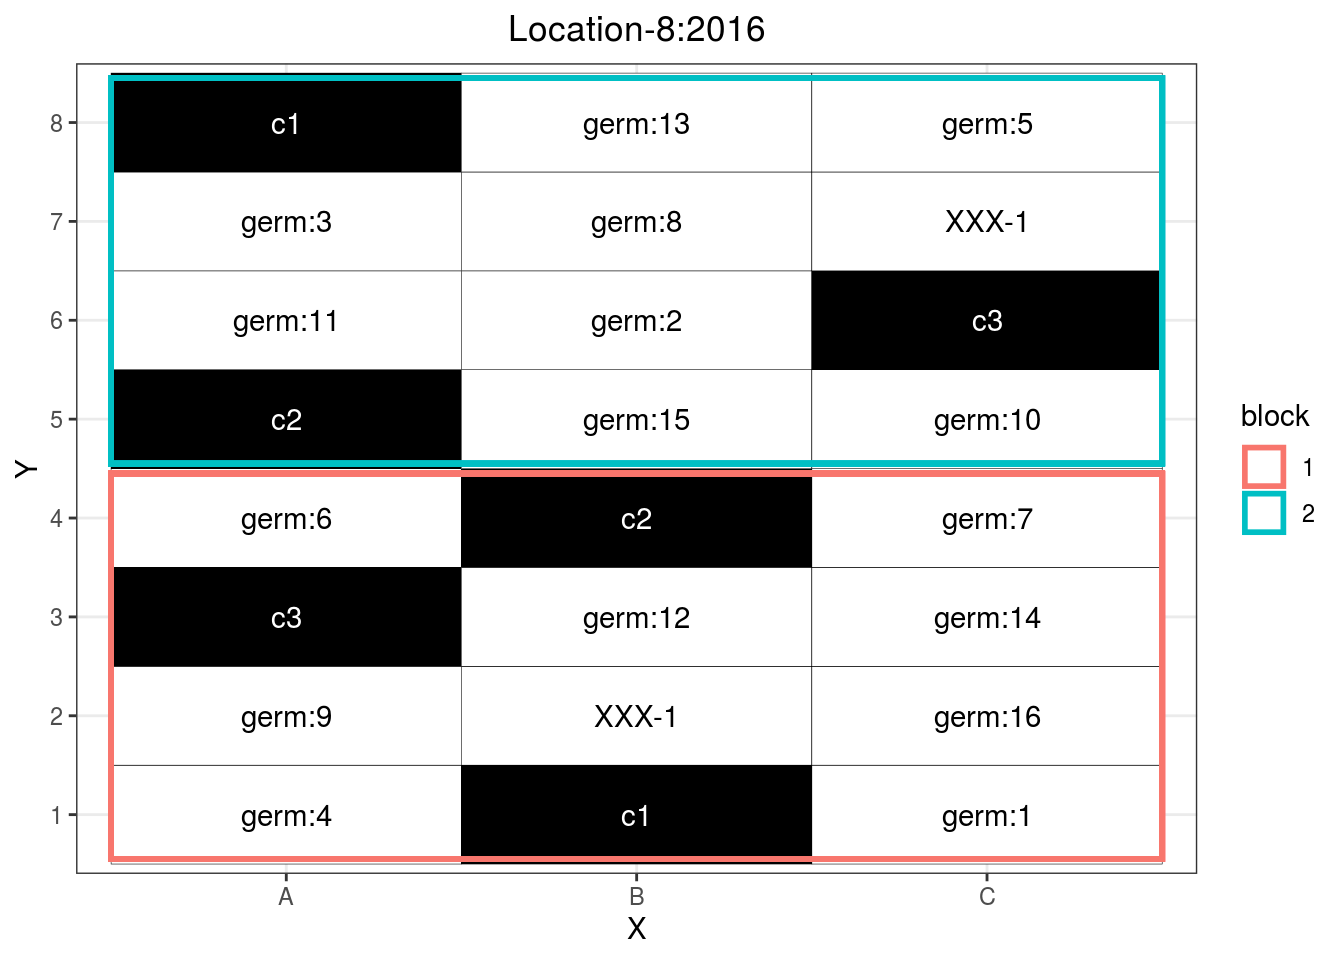 Location-8:2016
8 c1 germ:13 germ:5
7 germ:3 germ:8 XXX-1
6 germ:11 germ:2 c3
5 c2 germ:15 germ:10
4 germ:6 c2 germ:7
3 c3 germ:12 germ:14
2 germ:9 XXX-1 germ:16
1 germ:4 c1 germ:1
A B C
X
Y
block
1
2